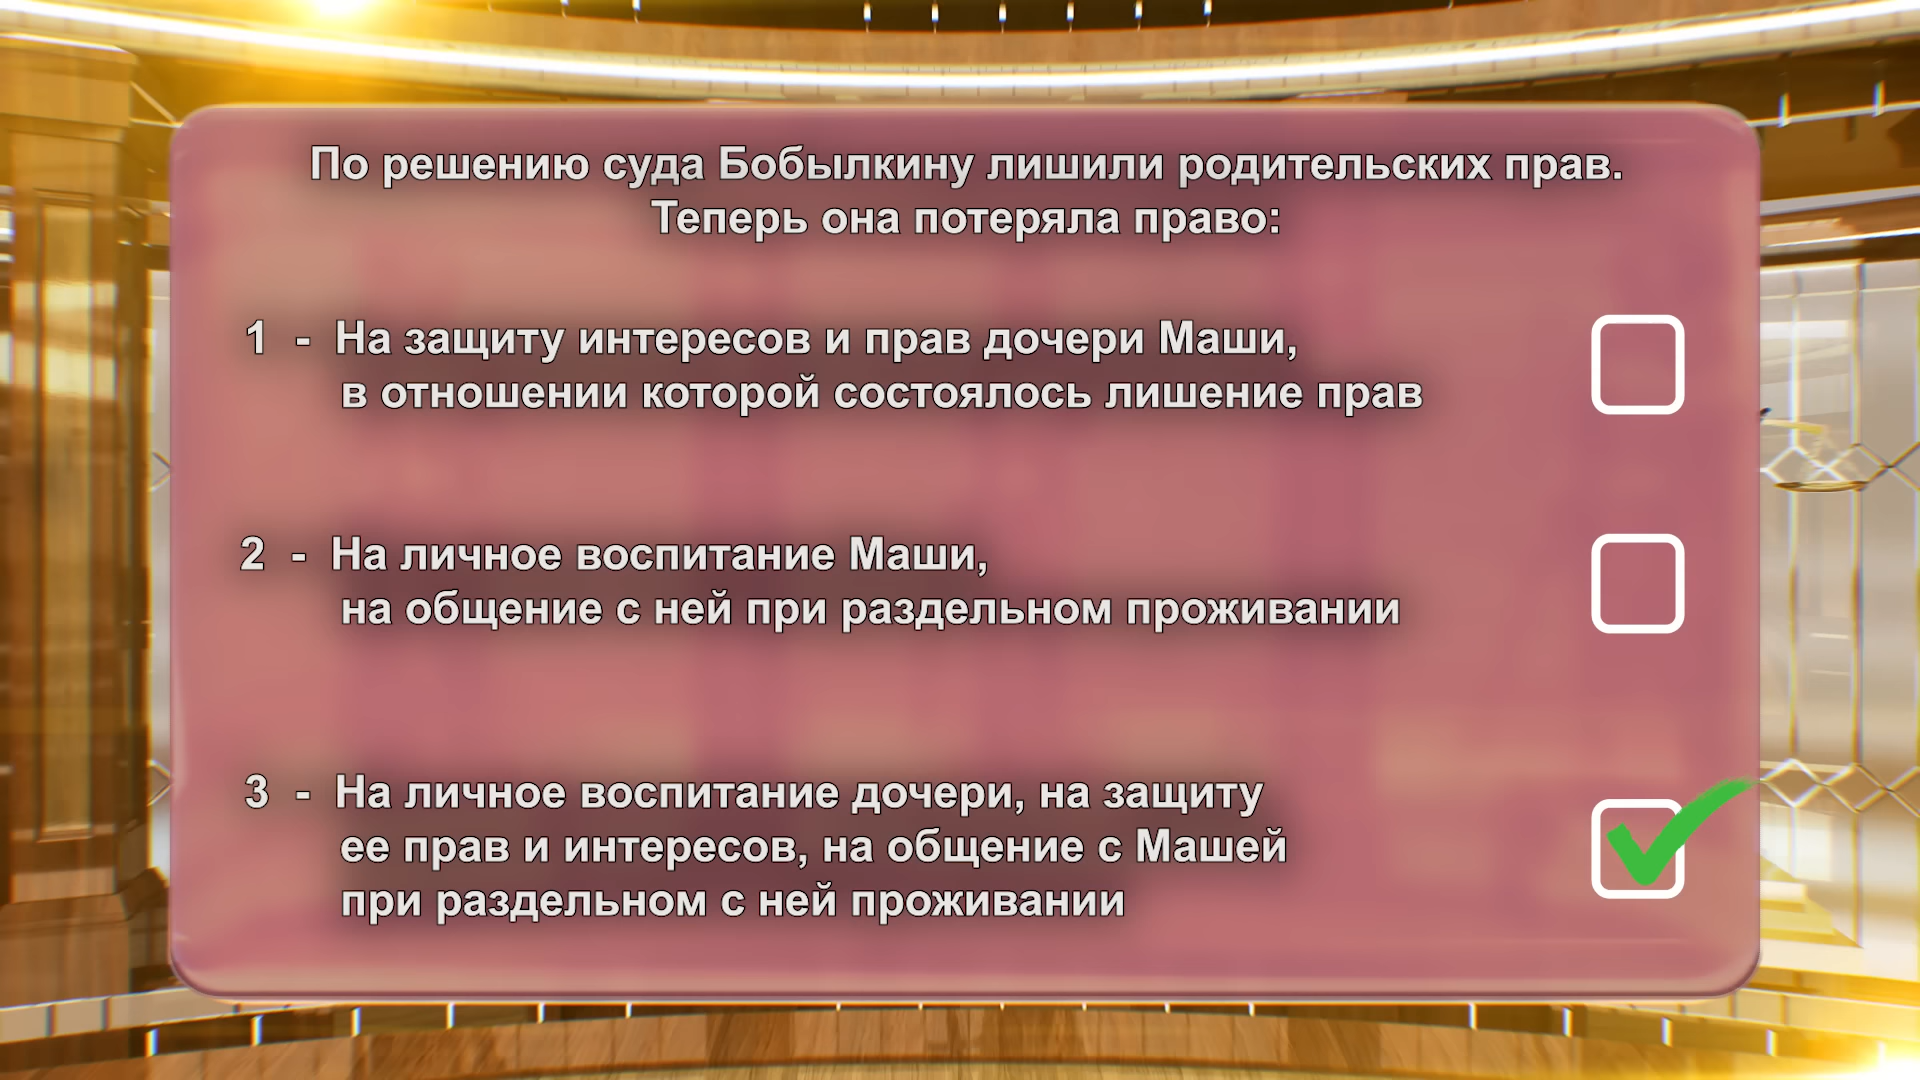 По решению суда Бобылкину лишили родительских прав.
Теперь она потеряла право:
1 - На защиту интересов и прав дочери Маши,
в отношении которой состоялось лишение прав
2 - На личное воспитание Маши,
на общение с ней при раздельном проживании
3 - На личное воспитание дочери, на защиту
ее прав и интересов, на общение с Машей
при раздельном с ней проживании